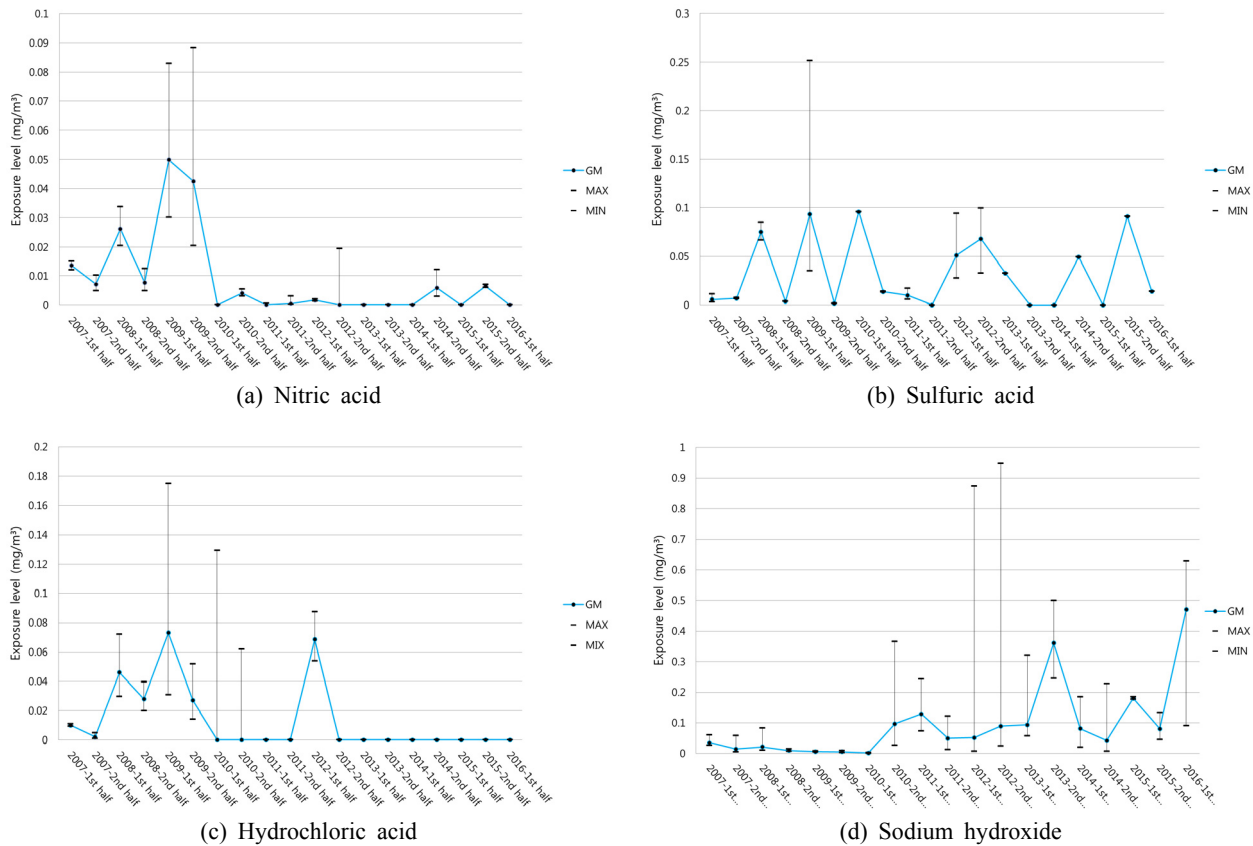 0.1
0.09
0.08
0.07
0.06
0.05
0.04
0.03
0.02
0.01
0
Exposure level (mg/m³)
2007-1st half
2007-2nd half
2008-1st half
2008-2nd half
2009-1st half
2009-2nd half
2010-1st half
2010-2nd half
2011-1st half
2011-2nd half
2012-1st half
2012-2nd half
2013-1st half
2013-2nd half
2014-1st half
2014-2nd half
2015-1st half
2015-2nd half
2016-1st half
GM
MAX
MIN
(a) Nitric acid
0.3
0.25
0.2
0.15
0.1
0.05
0
Exposure level (mg/m³)
2007-1st half
2007-2nd half
2008-1st half
2008-2nd half
2009-1st half
2009-2nd half
2010-1st half
2010-2nd half
2011-1st half
2011-2nd half
2012-1st half
2012-2nd half
2013-1st half
2013-2nd half
2014-1st half
2014-2nd half
2015-1st half
2015-2nd half
2016-1st half
GM
MAX
MIN
(b) Sulfuric acid
0.2
0.18
0.16
0.14
0.12
0.1
0.08
0.06
0.04
0.02
0
Exposure level (mg/m³)
2007-1st half
2007-2nd half
2008-1st half
2008-2nd half
2009-1st half
2009-2nd half
2010-1st half
2010-2nd half
2011-1st half
2011-2nd half
2012-1st half
2012-2nd half
2013-1st half
2013-2nd half
2014-1st half
2014-2nd half
2015-1st half
2015-2nd half
2016-1st half
GM
MAX
MIX
(c) Hydrochloric acid
1
0.9
0.8
0.7
0.6
0.5
0.4
0.3
0.2
0.1
0
Exposure level (mg/m³)
2007-1st...
2007-2nd...
2008-1st...
2008-2nd...
2009-1st...
2009-2nd...
2010-1st...
2010-2nd...
2011-1st...
2011-2nd...
2012-1st...
2012-2nd...
2013-1st...
2013-2nd...
2014-1st...
2014-2nd...
2015-1st...
2015-2nd...
2016-1st...
GM
MAX
MIN
(d) Sodium hydroxide